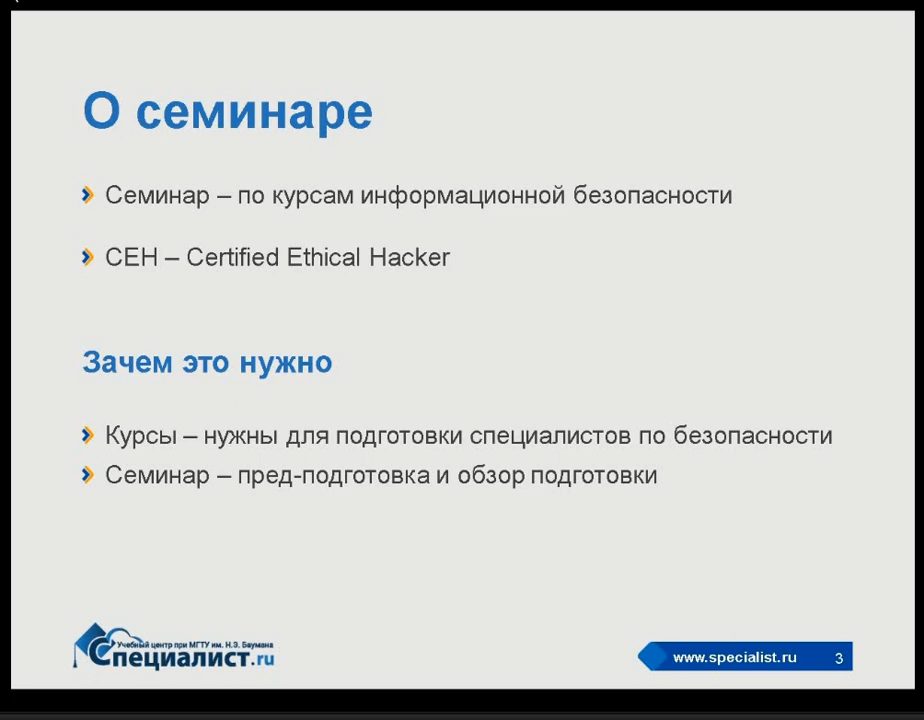 О семинаре
Семинар – по курсам информационной безопасности
CEH – Certified Ethical Hacker
Зачем это нужно
Курсы – нужны для подготовки специалистов по безопасности
Семинар – пред-подготовка и обзор подготовки
Учебный центр при МГТУ им. Н.Э. Баумана
Специалист.ru
www.specialist.ru 3